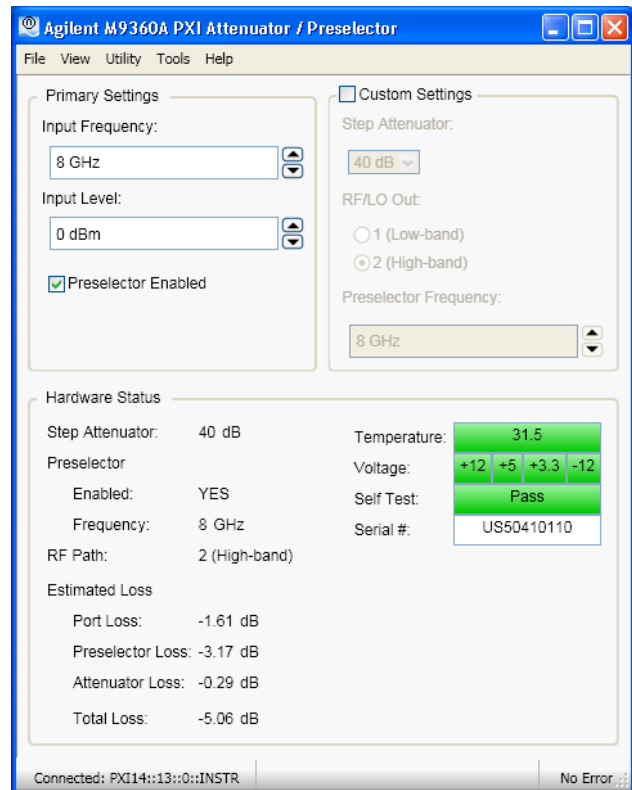 Agilent M9360A PXI Attenuator / Preselector
File View Utility Tools Help
Primary Settings
Input Frequency:
8 GHz
Input Level:
0 dBm
Preselector Enabled
Custom Settings
Step Attenuator:
40 dB
RF/LO Out:
1 (Low-band)
2 (High-band)
Preselector Frequency:
8 GHz
Hardware Status
Step Attenuator: 40 dB
Preselector
Enabled: YES
Frequency: 8 GHz
RF Path: 2 (High-band)
Estimated Loss
Port Loss: -1.61 dB
Preselector Loss: -3.17 dB
Attenuator Loss: -0.29 dB
Total Loss: -5.06 dB
Temperature: 31.5
Voltage: +12 +5 +3.3 -12
Self Test: Pass
Serial #: US50410110
Connected: PXI14::13::0::INSTR
No Error